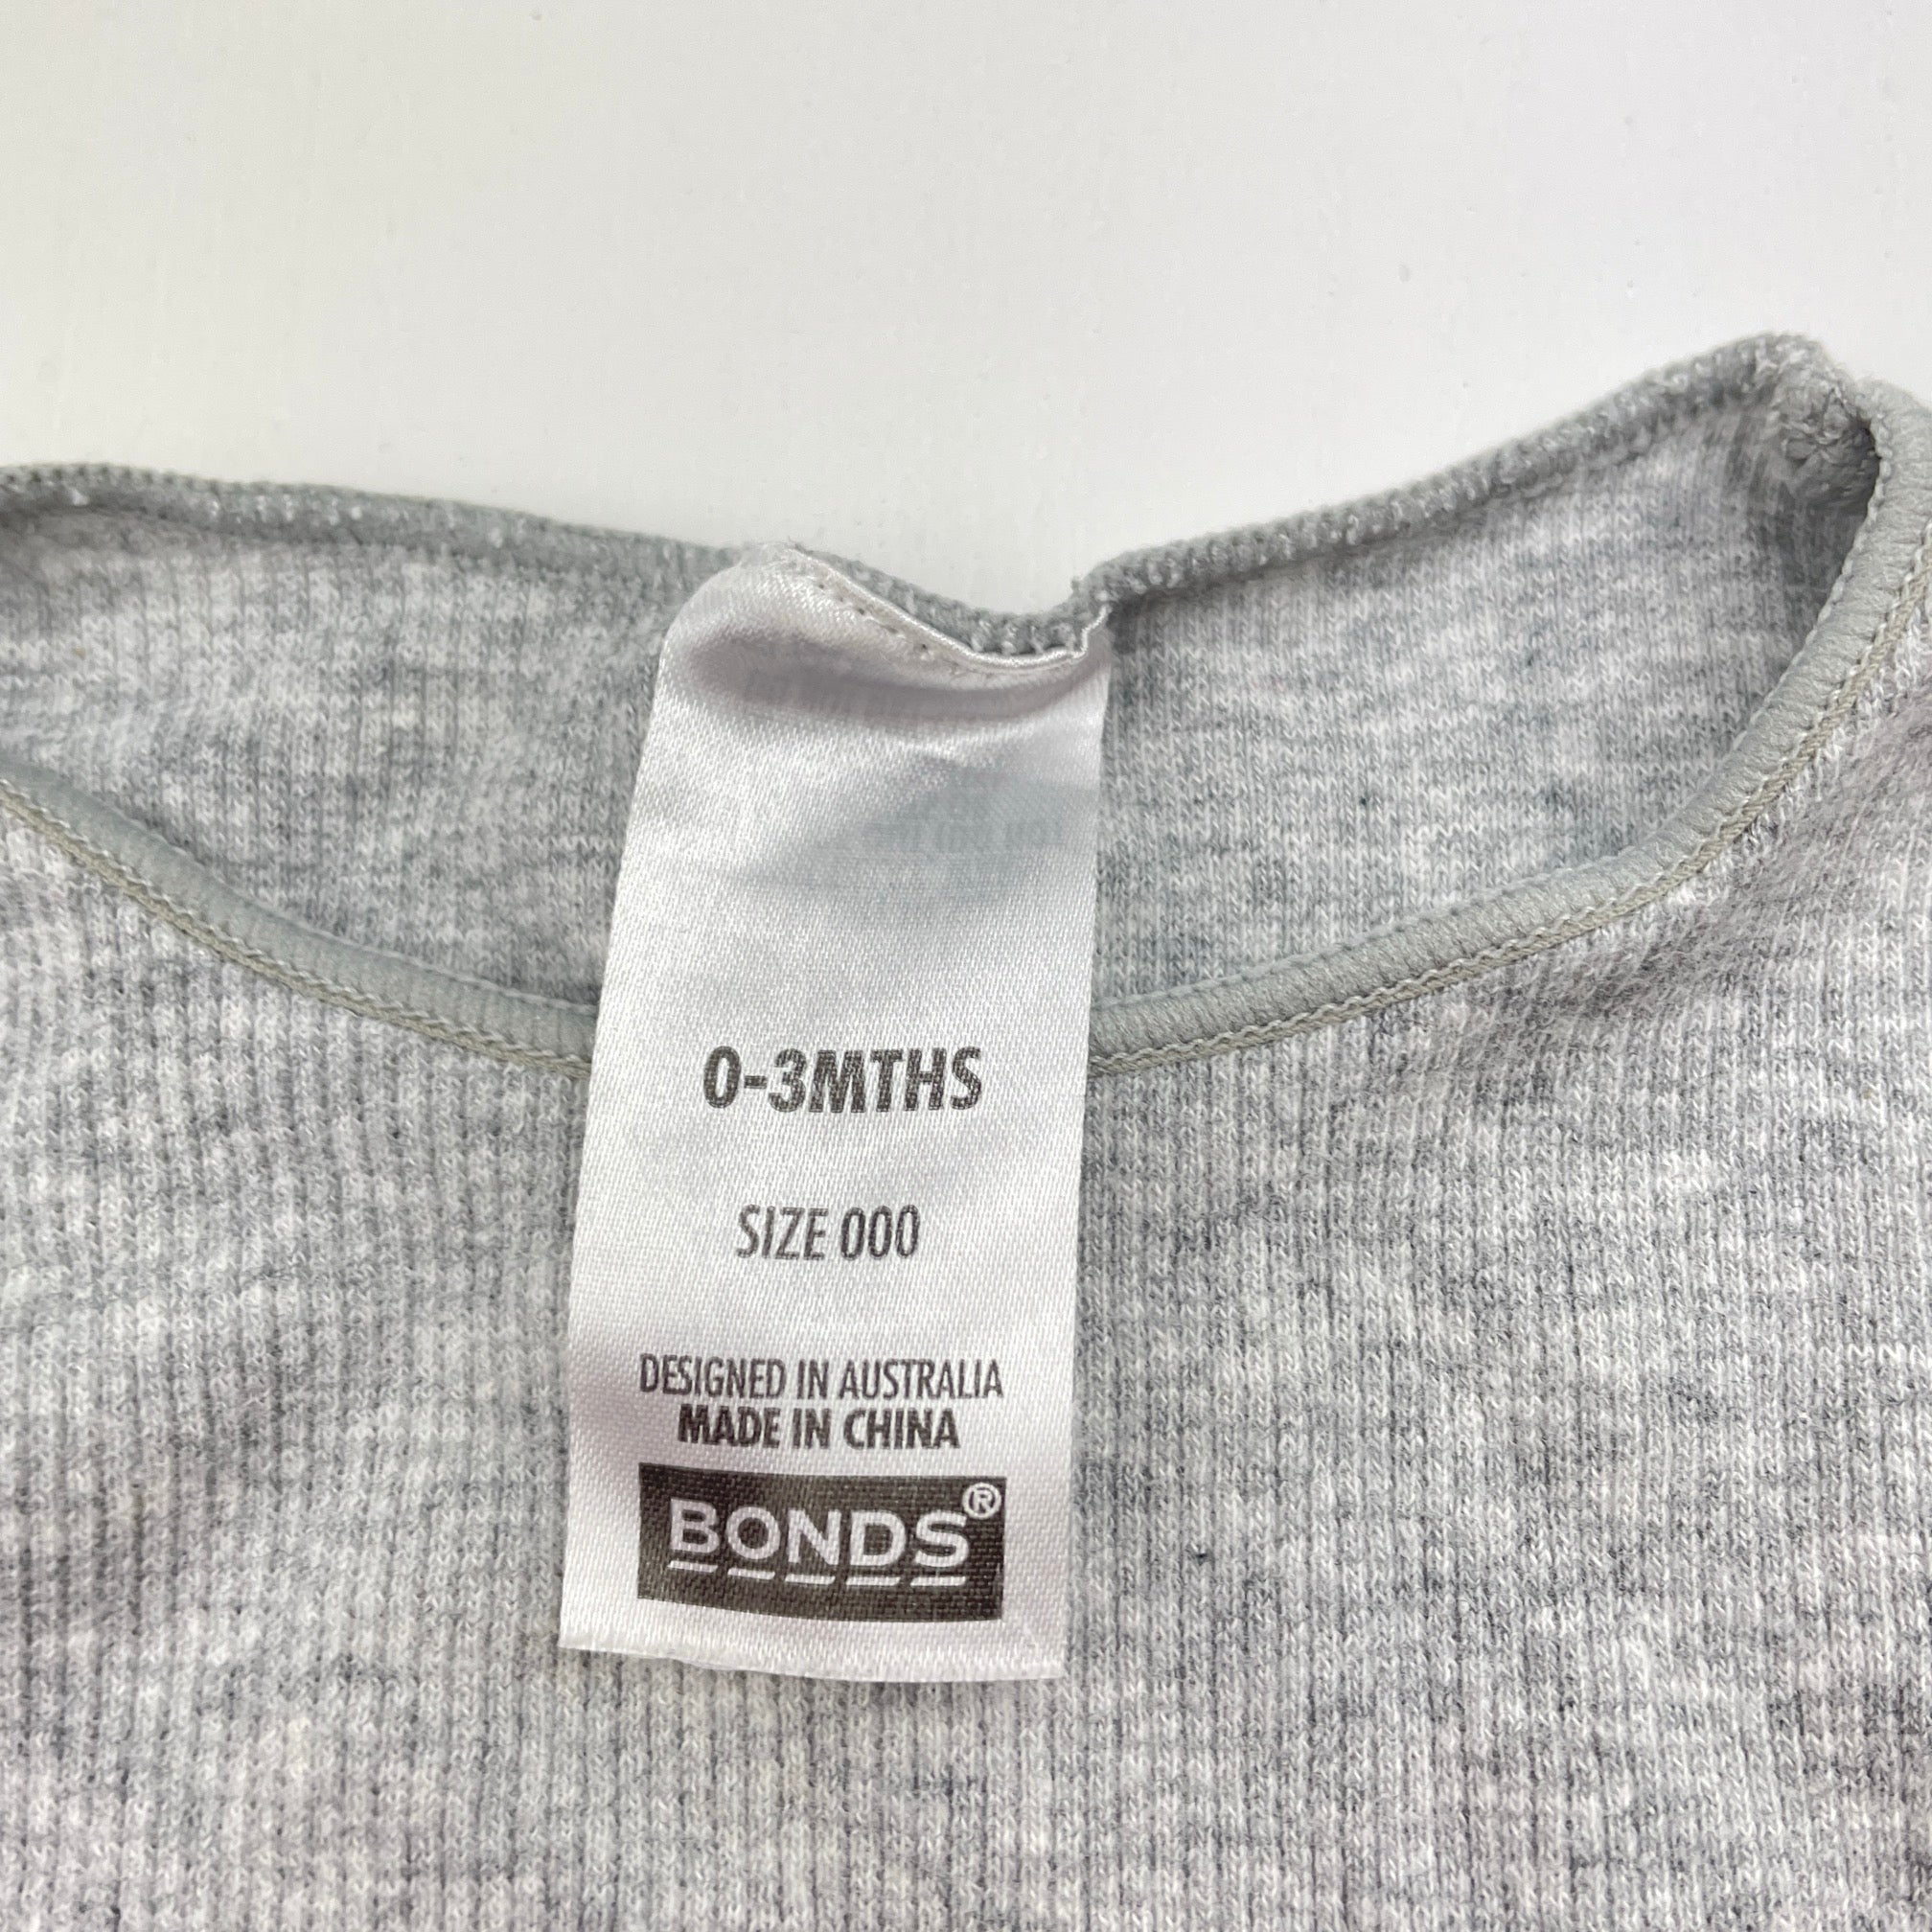 0-3MTHS
SIZE 000
DESIGNED IN AUSTRALIA
MADE IN CHINA
BONDS®